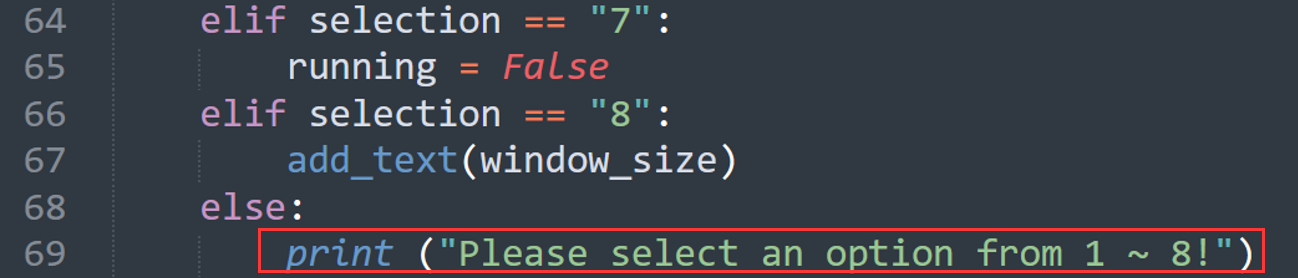 64 elif selection == "7":
65 running = False
66 elif selection == "8":
67 add_text(window_size)
68 else:
69 print ("Please select an option from 1 ~ 8!")